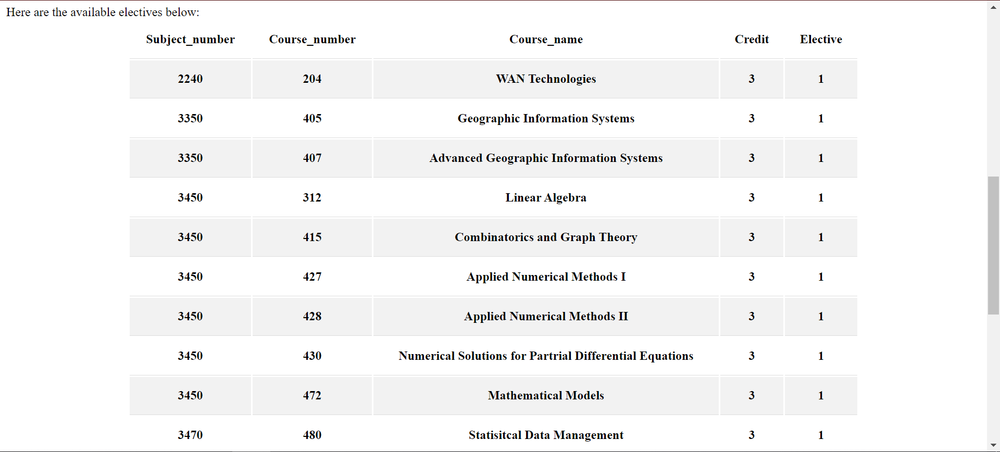 Here are the available electives below:
Subject_number Course_number Course_name Credit Elective
2240 204 WAN Technologies 3 1
3350 405 Geographic Information Systems 3 1
3350 407 Advanced Geographic Information Systems 3 1
3450 312 Linear Algebra 3 1
3450 415 Combinatorics and Graph Theory 3 1
3450 427 Applied Numerical Methods I 3 1
3450 428 Applied Numerical Methods II 3 1
3450 430 Numerical Solutions for Partrial Differential Equations 3 1
3450 472 Mathematical Models 3 1
3470 480 Statisitcal Data Management 3 1